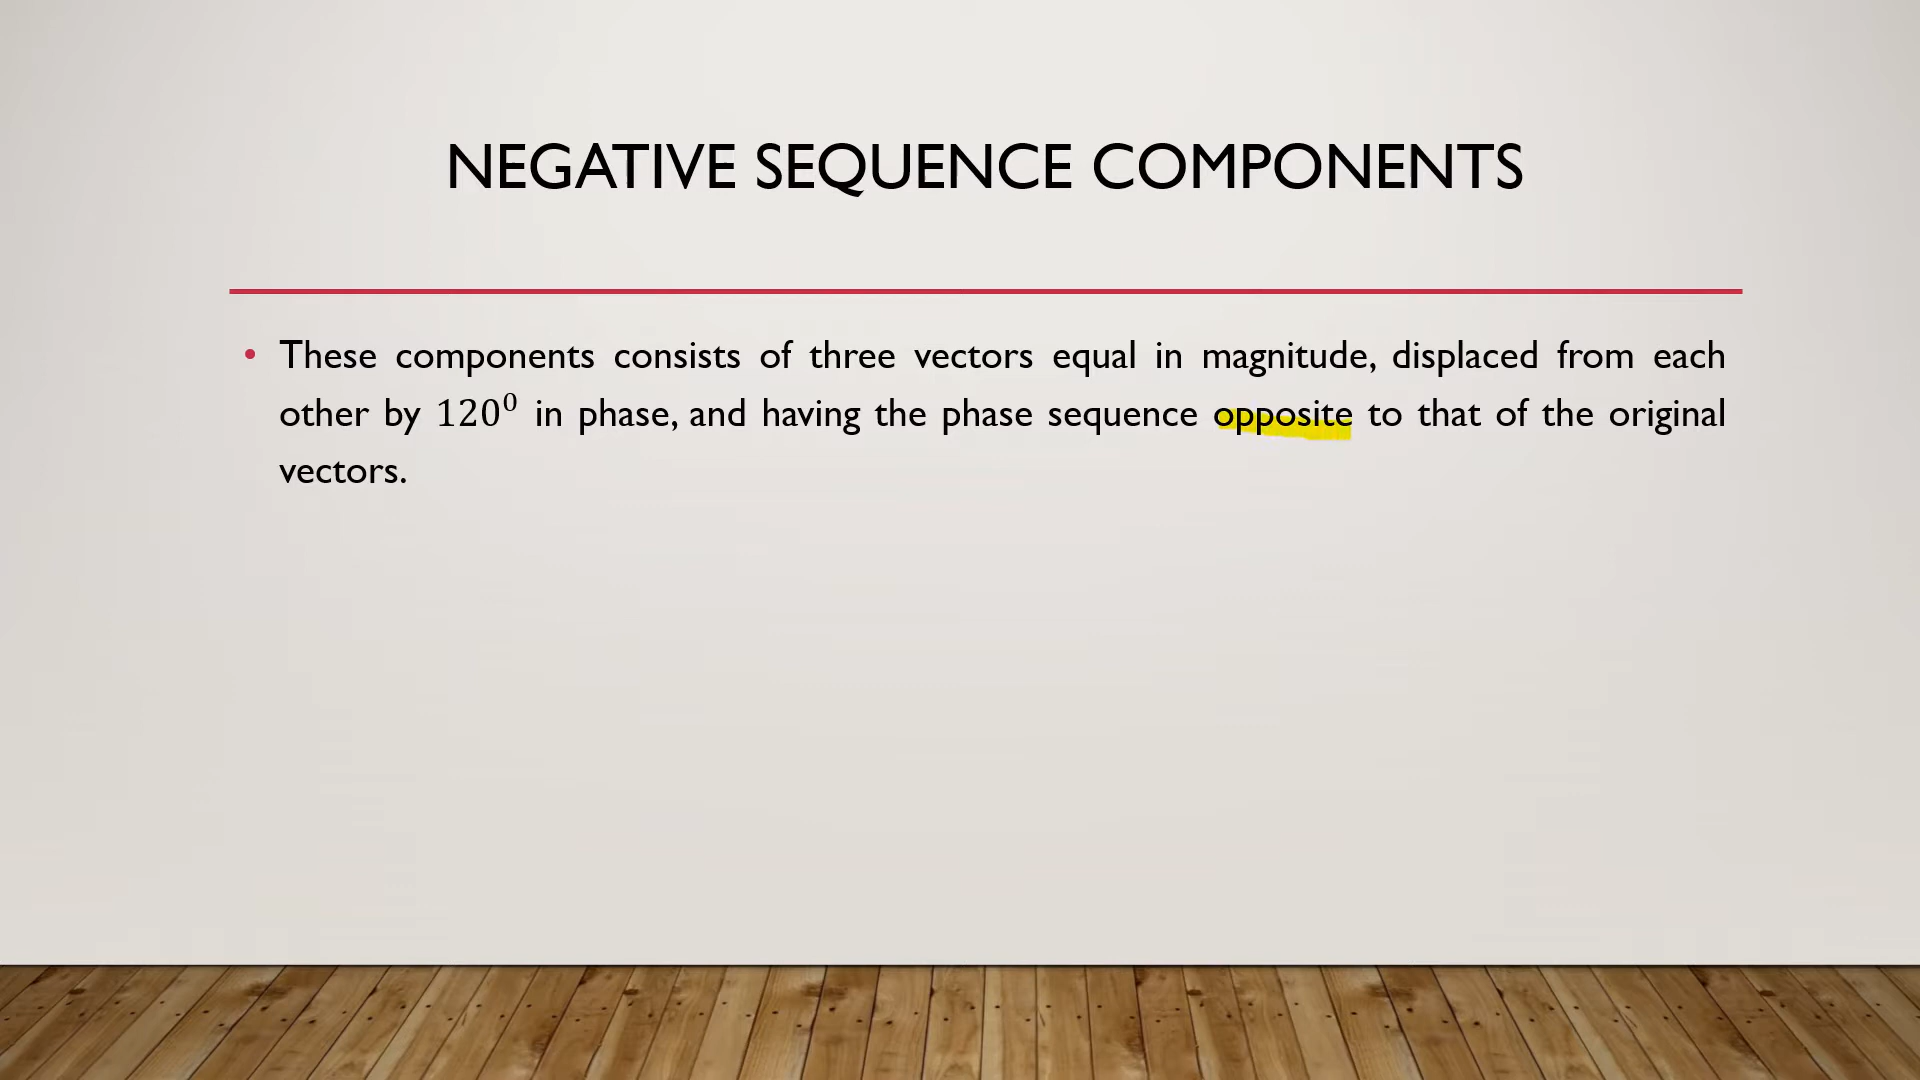 NEGATIVE SEQUENCE COMPONENTS
• These components consists of three vectors equal in magnitude, displaced from each
other by 120⁰ in phase, and having the phase sequence opposite to that of the original
vectors.